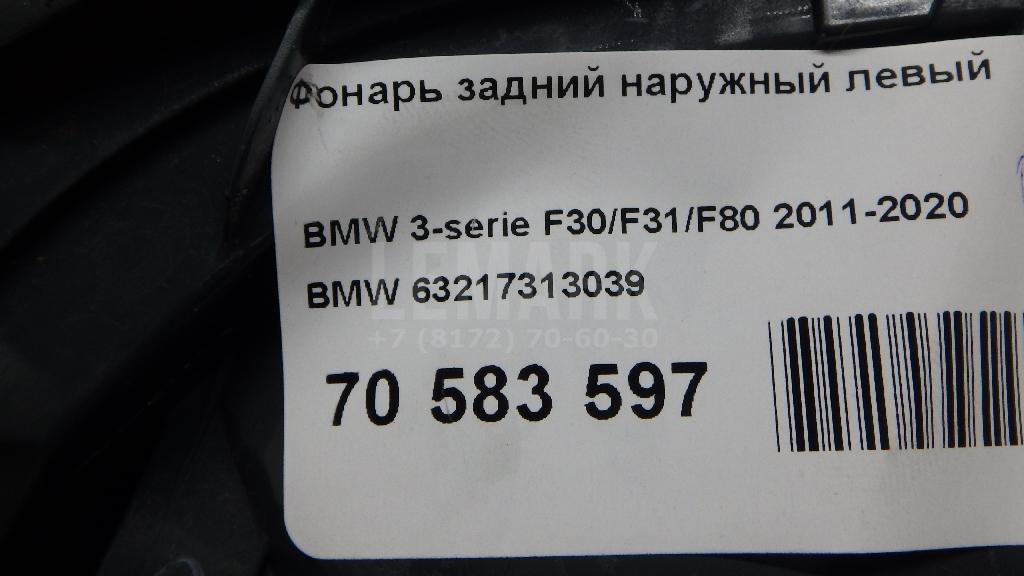 Фонарь задний наружный левый
BMW 3-serie F30/F31/F80 2011-2020
BMW 63217313039
LEMARK
+7 (8172) 70-60-30
70 583 597